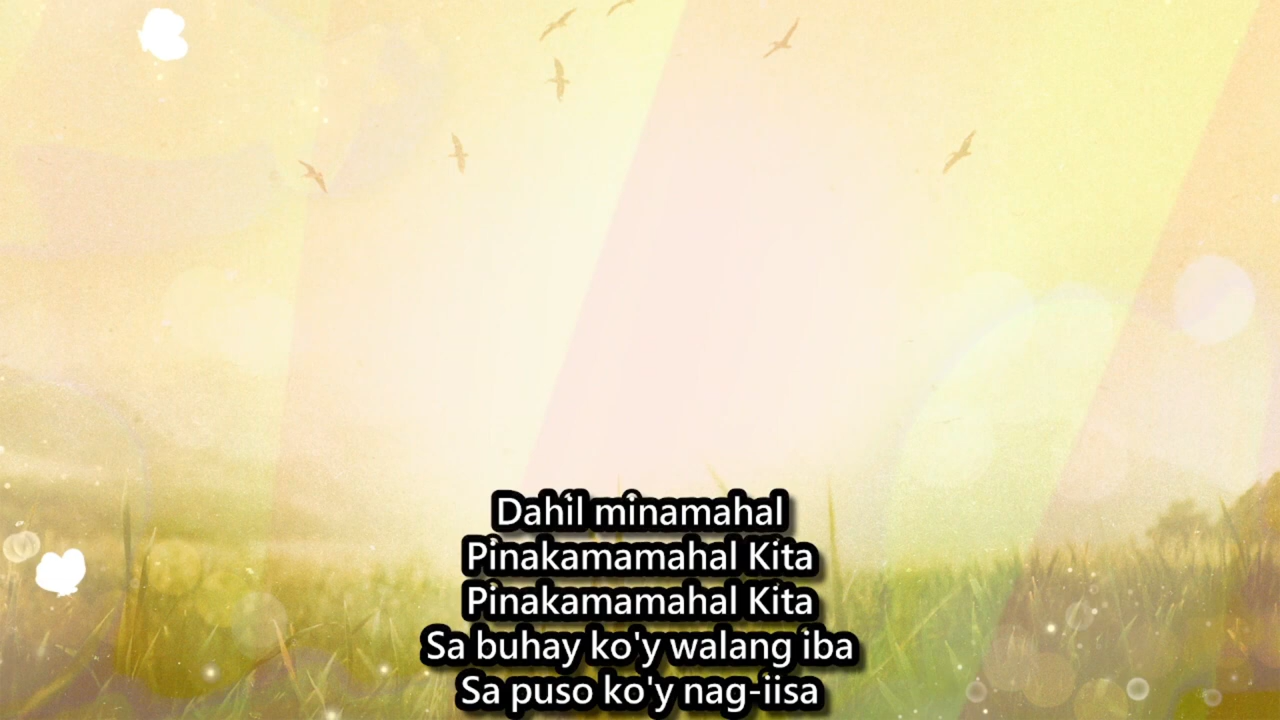 Dahil minamahal
Pinakamamahal Kita
Pinakamamahal Kita
Sa buhay ko'y walang iba
Sa puso ko'y nag-iisa